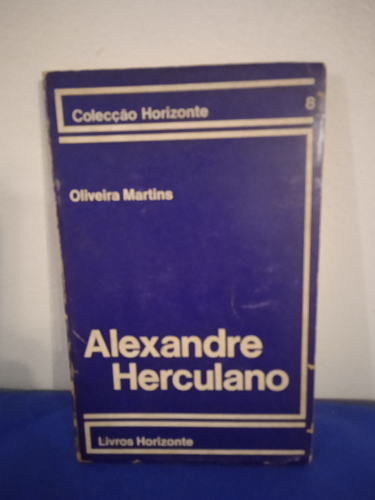 Colecção Horizonte 8
Oliveira Martins
Alexandre
Herculano
Livros Horizonte